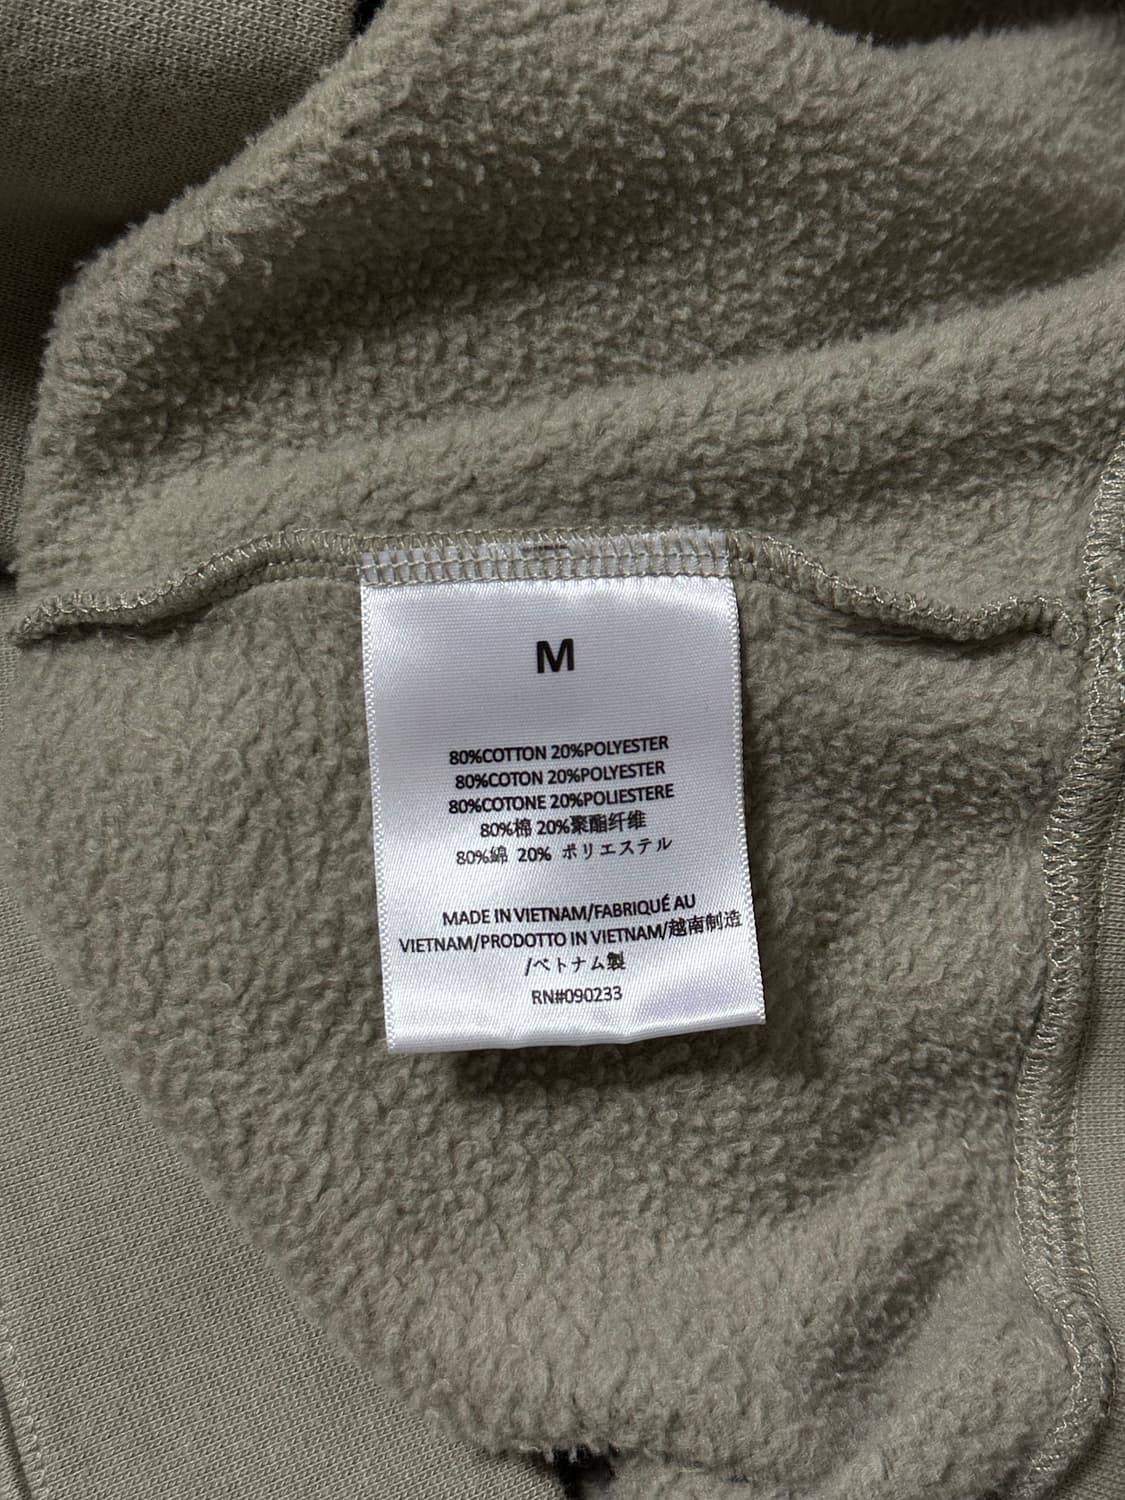 M
80%COTTON 20%POLYESTER
80%COTON 20%POLYESTER
80%COTONE 20%POLIESTERE
80%棉 20%聚酯纤维
80%綿 20% ポリエステル
MADE IN VIETNAM/FABRIQUÉ AU
VIETNAM/PRODOTTO IN VIETNAM/越南制造
/ベトナム製
RN#090233